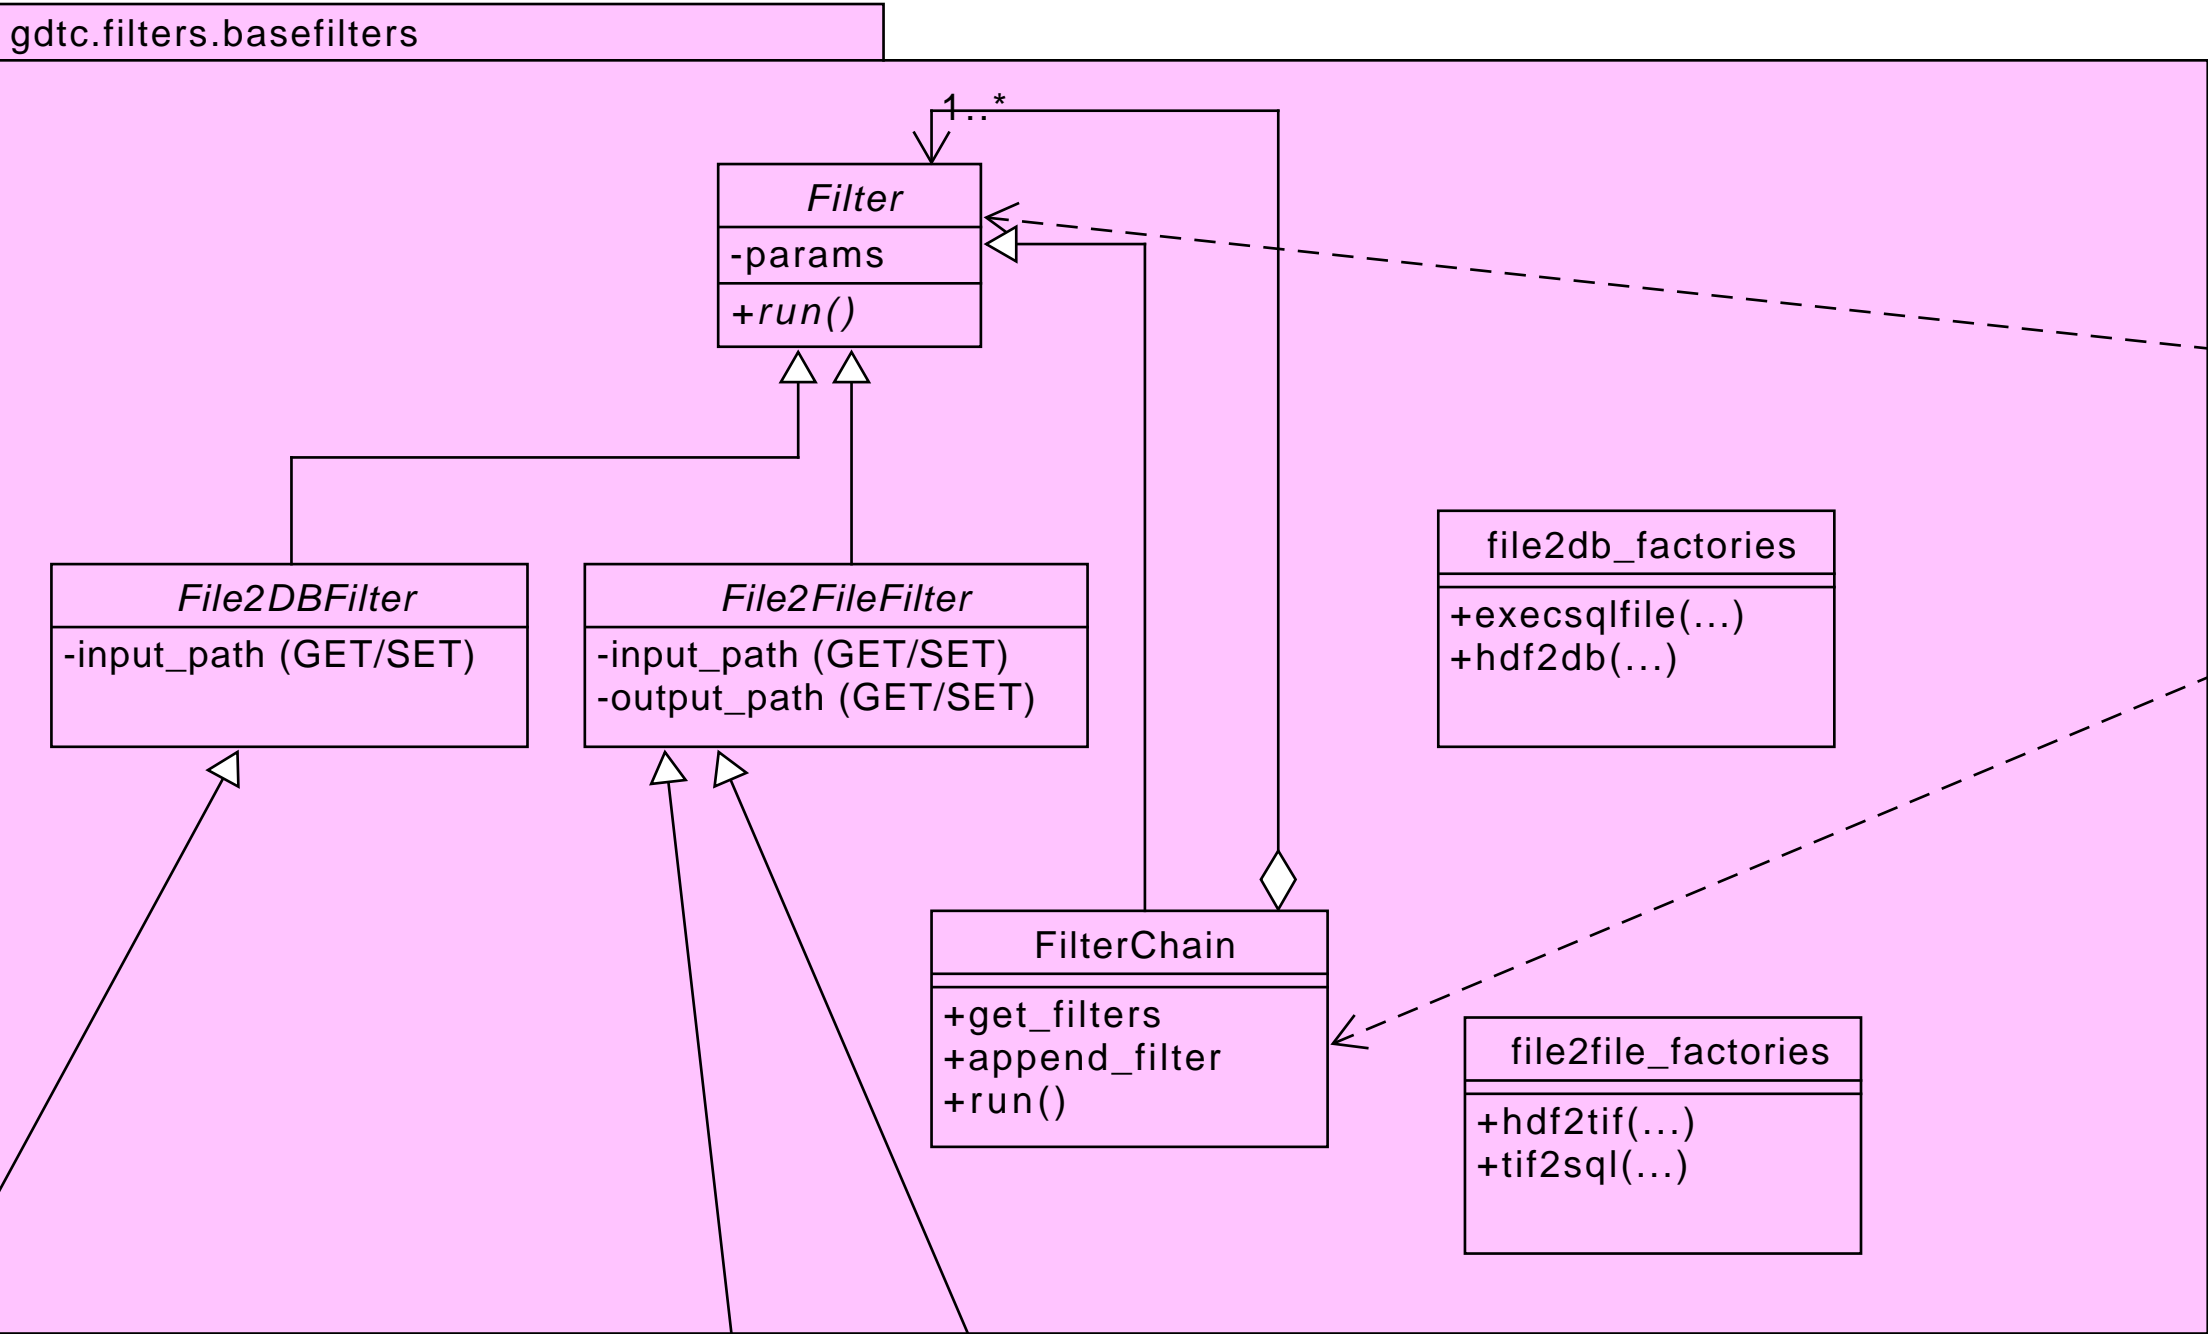 gdtc.filters.basefilters
1..*
Filter
-params
+run()
File2DBFilter
-input_path (GET/SET)
File2FileFilter
-input_path (GET/SET)
-output_path (GET/SET)
file2db_factories
+execsqlfile(...)
+hdf2db(...)
FilterChain
+get_filters
+append_filter
+run()
file2file_factories
+hdf2tif(...)
+tif2sql(...)